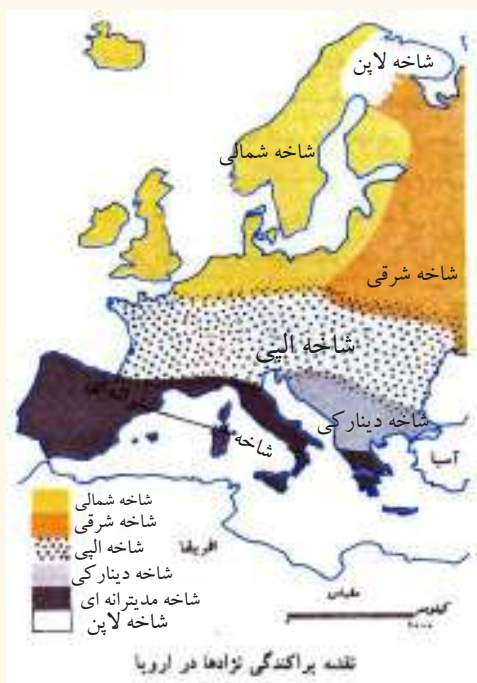 شاخه لاپن
شاخه شمالی
شاخه شرقی
شاخه الپی
شاخه دینارکی
شاخه
آسیا
شاخه شمالی
شاخه شرقی
شاخه الپی
شاخه دینارکی
شاخه مدیترانه ای
شاخه لاپن
افریقا
مقیاس
نقشه پراکندگی نژادها در اروپا